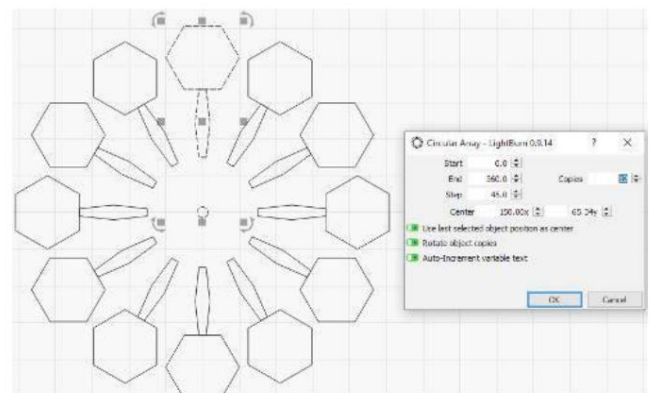 Circular Array - LightBurn 0.9.14 ? ×
Start 0.0
End 360.0 Copies
Step 45.0
Center 150.00x 65.04y
Use last selected object position as center
Rotate object copies
Auto-Increment variable text
OK Cancel